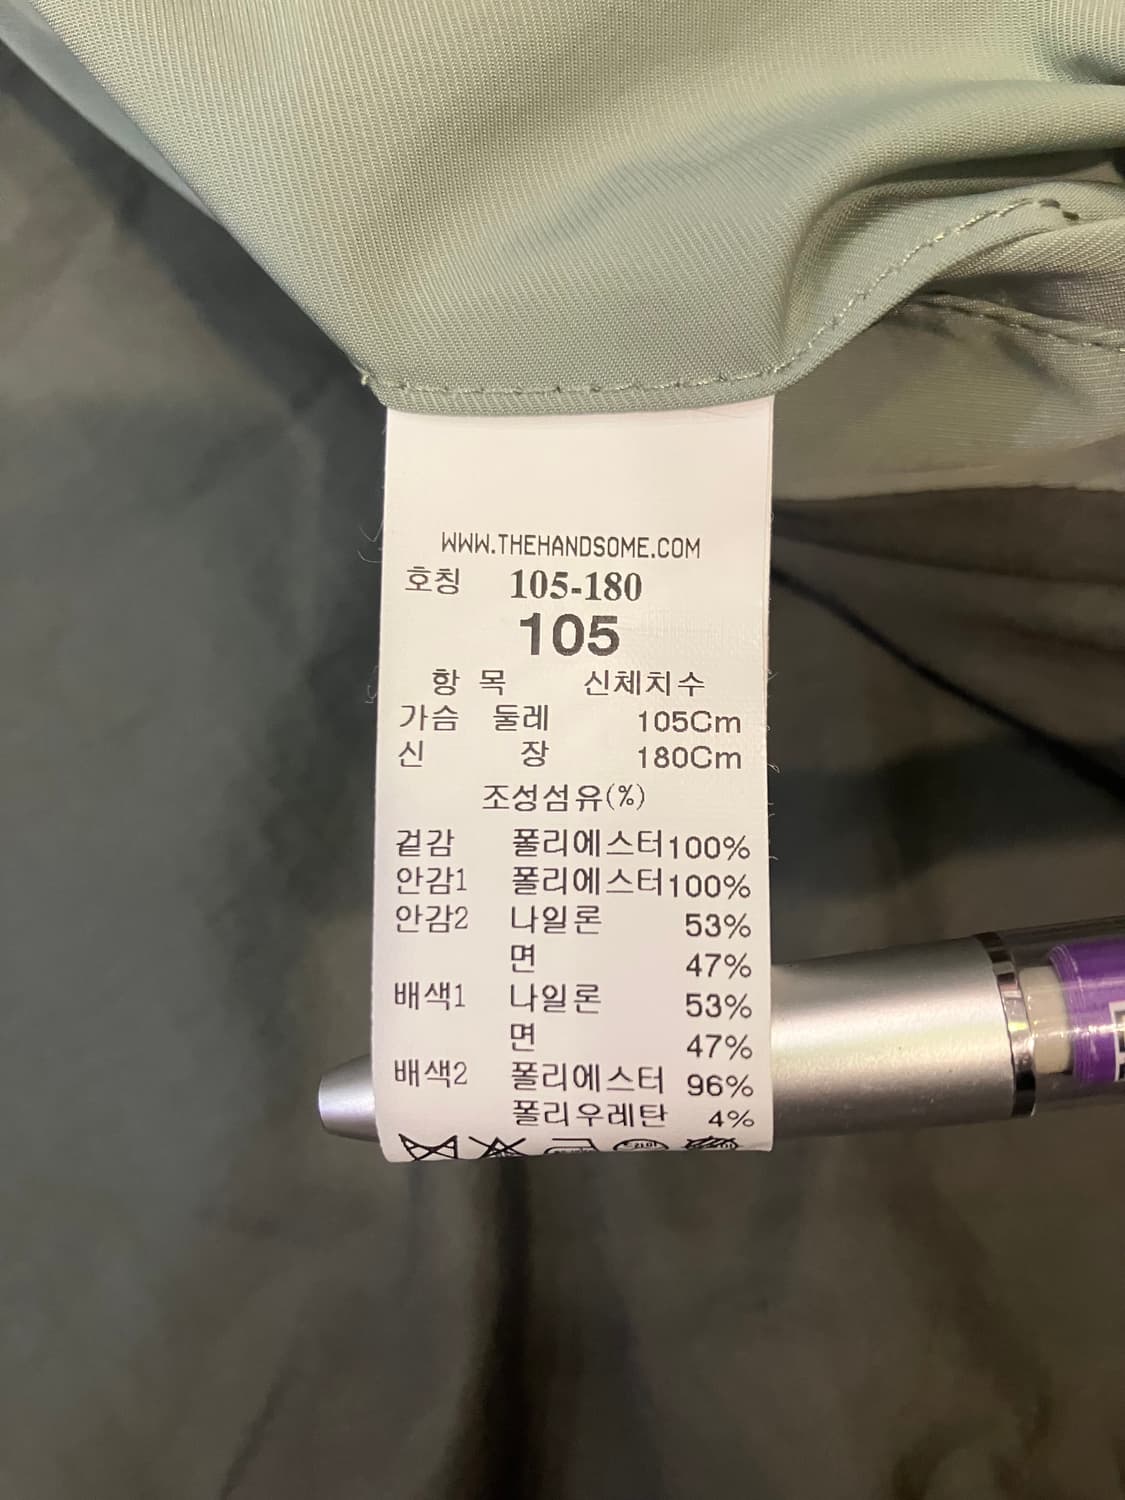 WWW.THEHANDSOME.COM
호칭 105-180
105
항 목 신체치수
가슴 둘레 105Cm
신 장 180Cm
조성섬유(%)
겉감 폴리에스터100%
안감1 폴리에스터100%
안감2 나일론 53%
면 47%
배색1 나일론 53%
면 47%
배색2 폴리에스터 96%
폴리우레탄 4%